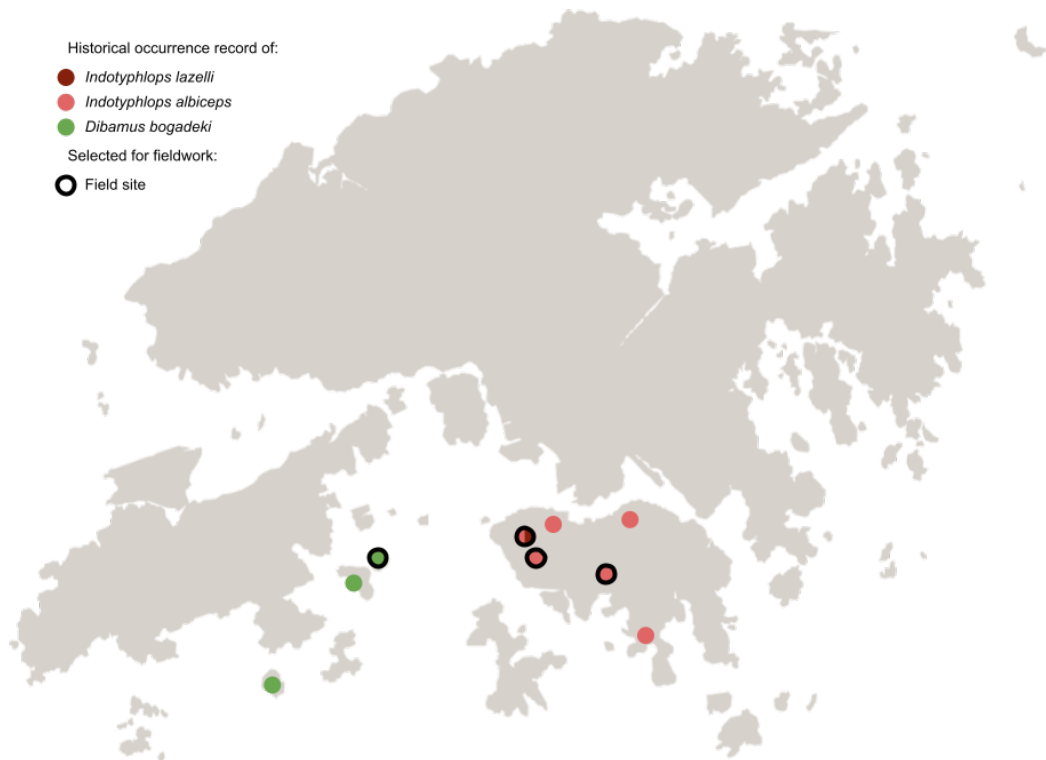 Historical occurrence record of:
Indotyphlops lazelli
Indotyphlops albiceps
Dibamus bogadeki
Selected for fieldwork:
Field site